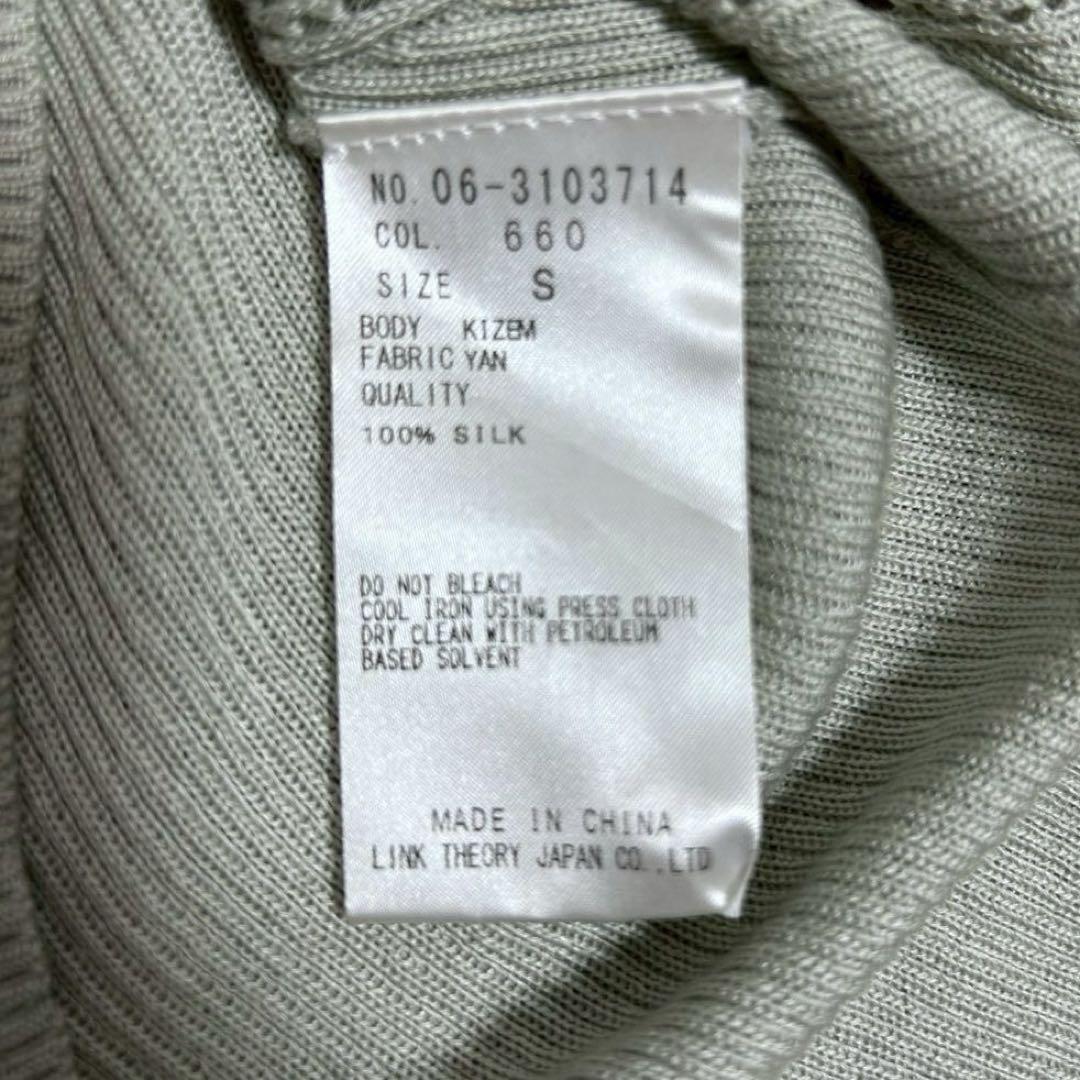 NO. 06-3103714
COL. 660
SIZE S
BODY KIZEM
FABRIC YAN
QUALITY
100% SILK
DO NOT BLEACH
COOL IRON USING PRESS CLOTH
DRY CLEAN WITH PETROLEUM
BASED SOLVENT
MADE IN CHINA
LINK THEORY JAPAN CO.,LTD